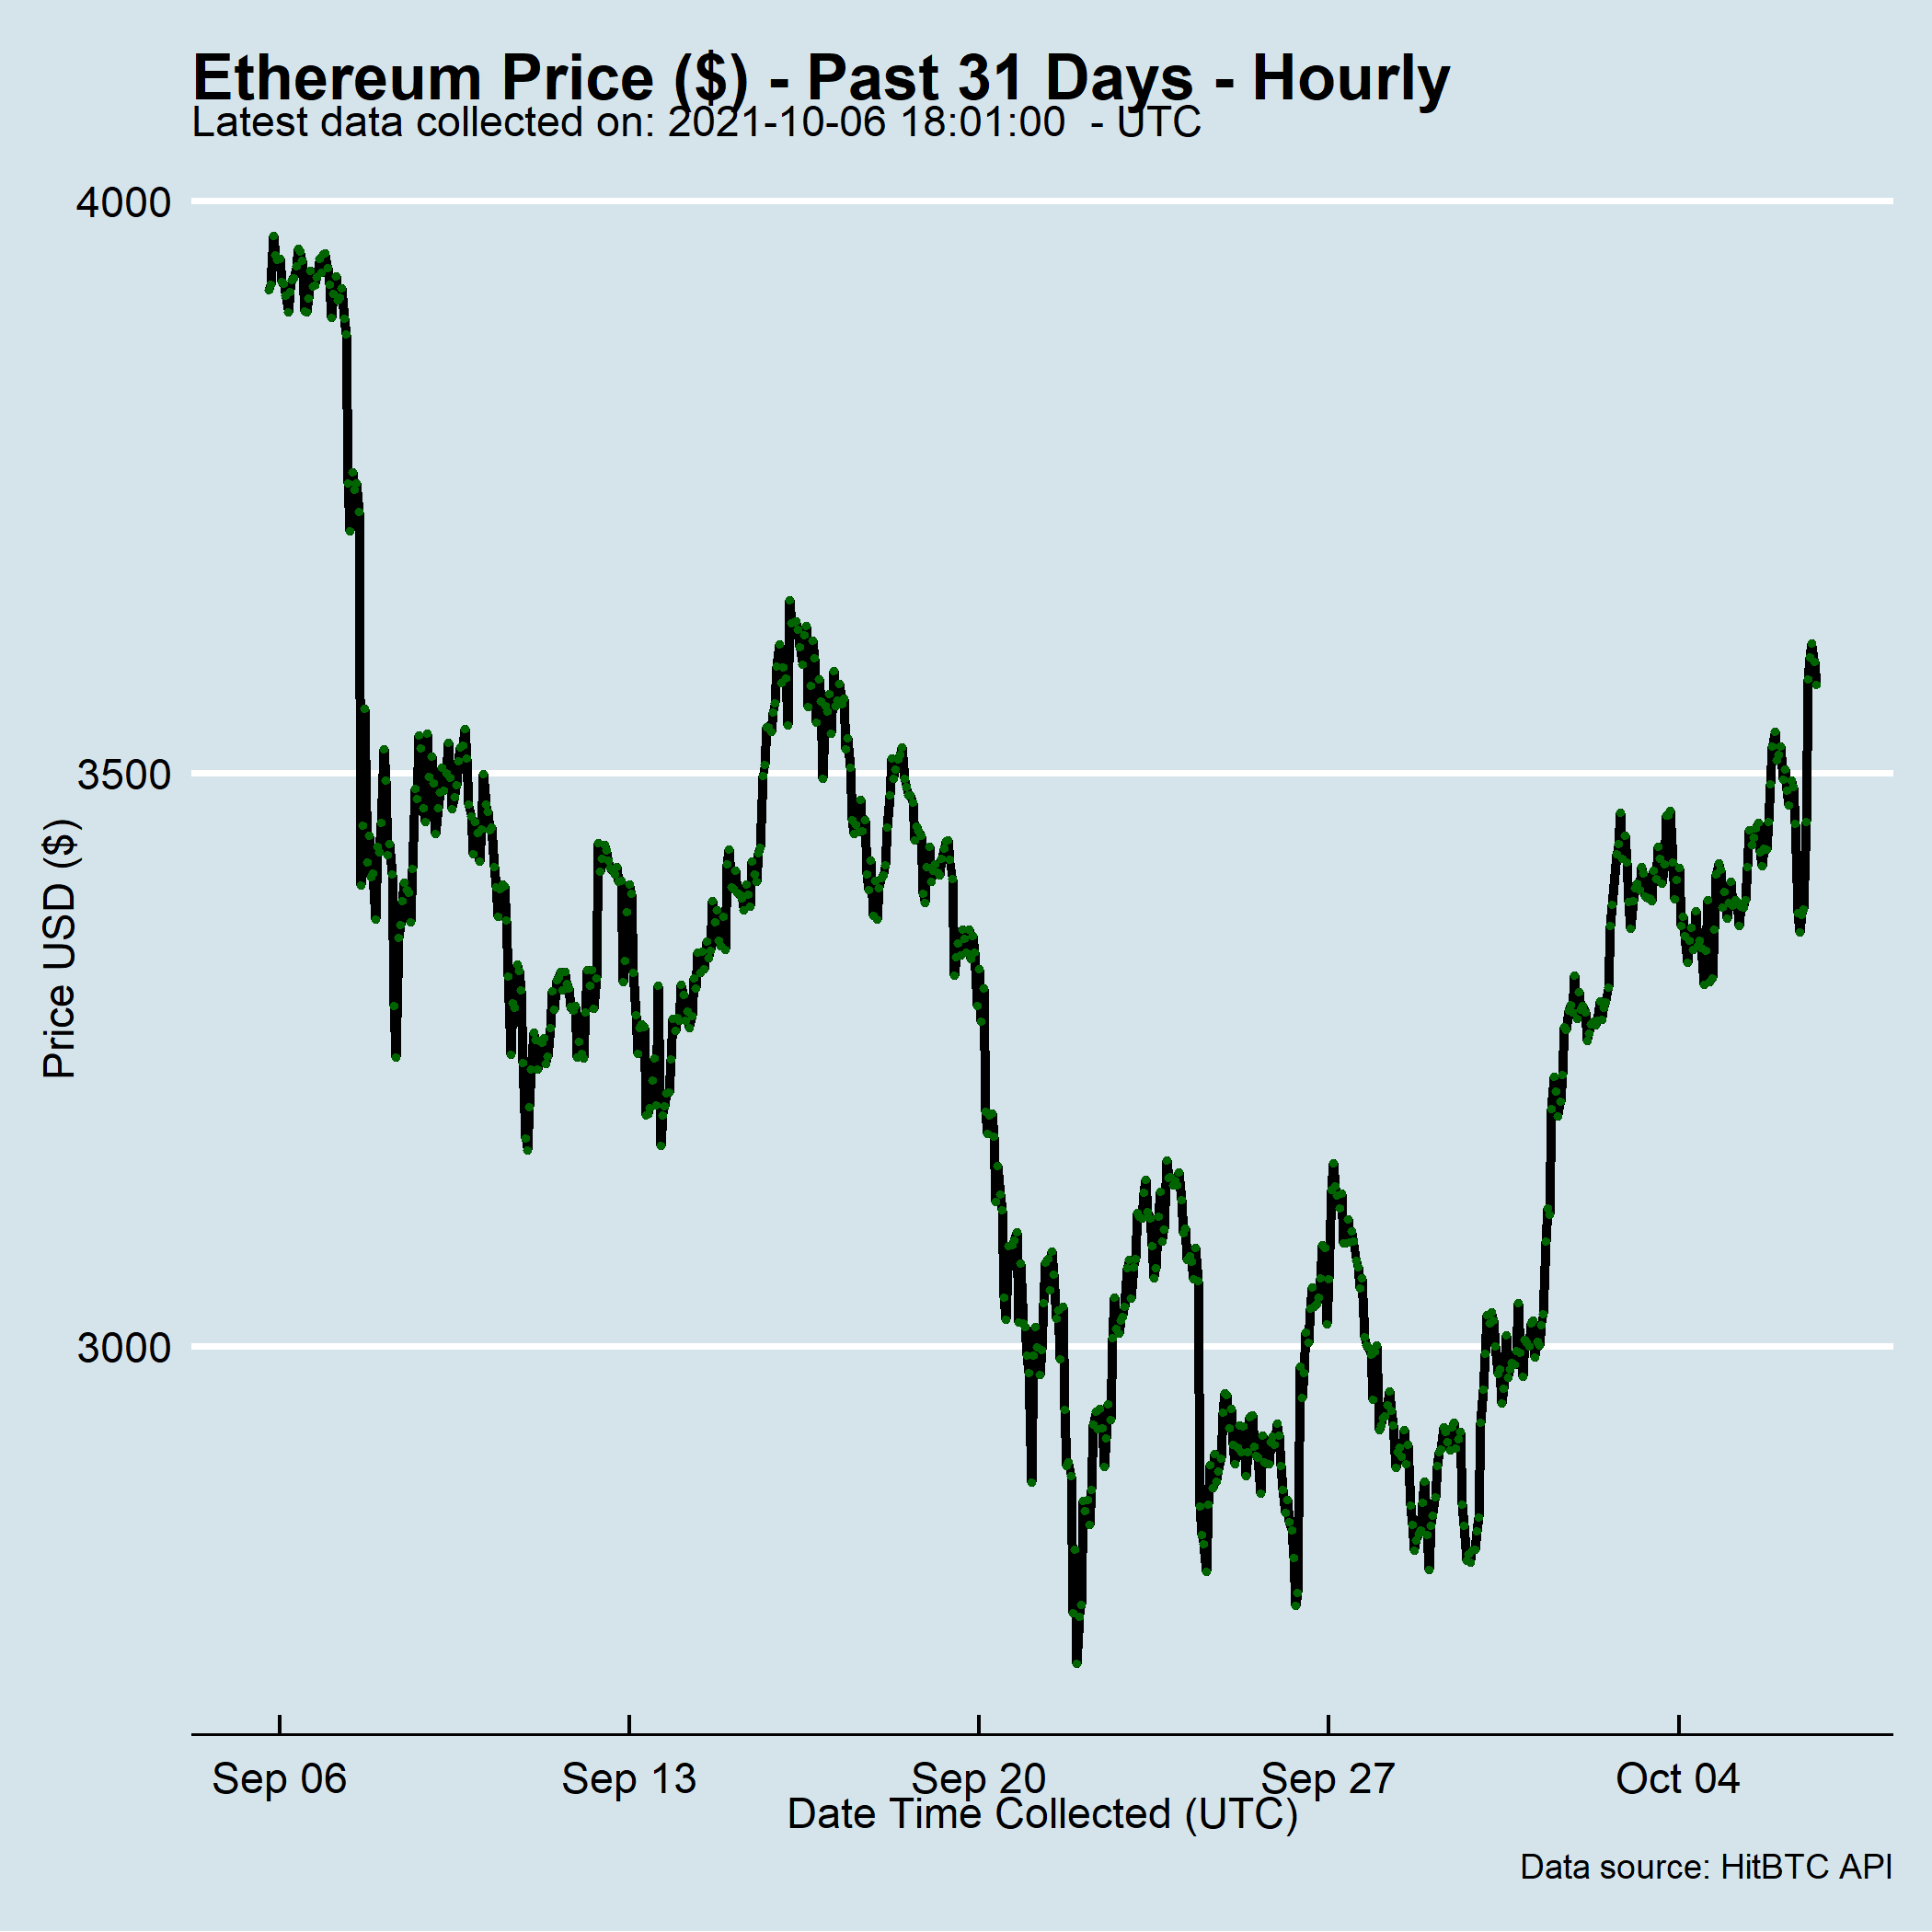 Ethereum Price ($) - Past 31 Days - Hourly
Latest data collected on: 2021-10-06 18:01:00  - UTC
4000
3500
3000
Price USD ($)
Sep 06 Sep 13 Sep 20 Sep 27 Oct 04
Date Time Collected (UTC)
Data source: HitBTC API